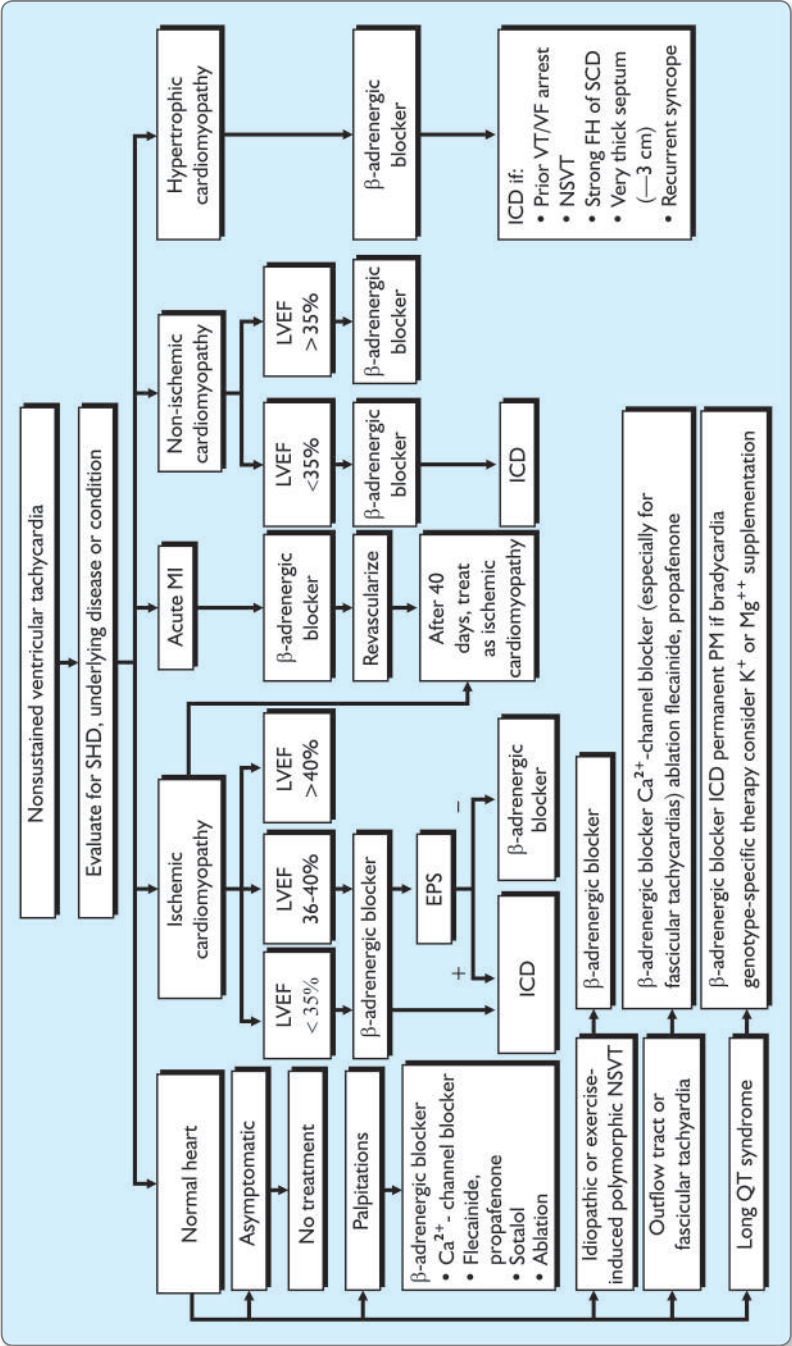 Nonsustained ventricular tachycardia
Evaluate for SHD, underlying disease or condition
Normal heart
Asymptomatic
No treatment
Palpitations
β-adrenergic blocker
• Ca²⁺- channel blocker
• Flecainide,
propafenone
• Sotalol
• Ablation
Idiopathic or exercise-
induced polymorphic NSVT
β-adrenergic blocker
Outflow tract or
fascicular tachyardia
β-adrenergic blocker Ca²⁺-channel blocker (especially for
fascicular tachycardias) ablation flecainide, propafenone
Long QT syndrome
β-adrenergic blocker ICD permanent PM if bradycardia
genotype-specific therapy consider K⁺ or Mg⁺⁺ supplementation
Ischemic
cardiomyopathy
LVEF
< 35%
LVEF
36-40%
LVEF
>40%
β-adrenergic blocker
EPS
+
−
ICD
β-adrenergic
blocker
Acute MI
β-adrenergic
blocker
Revascularize
After 40
days, treat
as ischemic
cardiomyopathy
Non-ischemic
cardiomyopathy
LVEF
<35%
LVEF
>35%
β-adrenergic
blocker
β-adrenergic
blocker
ICD
Hypertrophic
cardiomyopathy
β-adrenergic
blocker
ICD if:
• Prior VT/VF arrest
• NSVT
• Strong FH of SCD
• Very thick septum
(—3 cm)
• Recurrent syncope